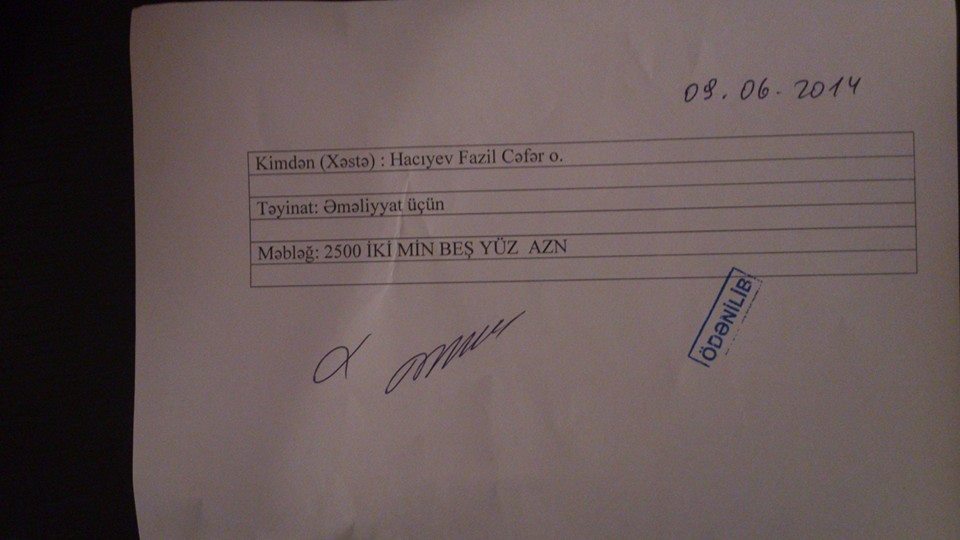 09.06.2014
Kimdən (Xəstə) : Hacıyev Fazil Cəfər o.
Təyinat: Əməliyyat üçün
Məbləğ: 2500 İKİ MİN BEŞ YÜZ  AZN
ÖDƏNİLİB